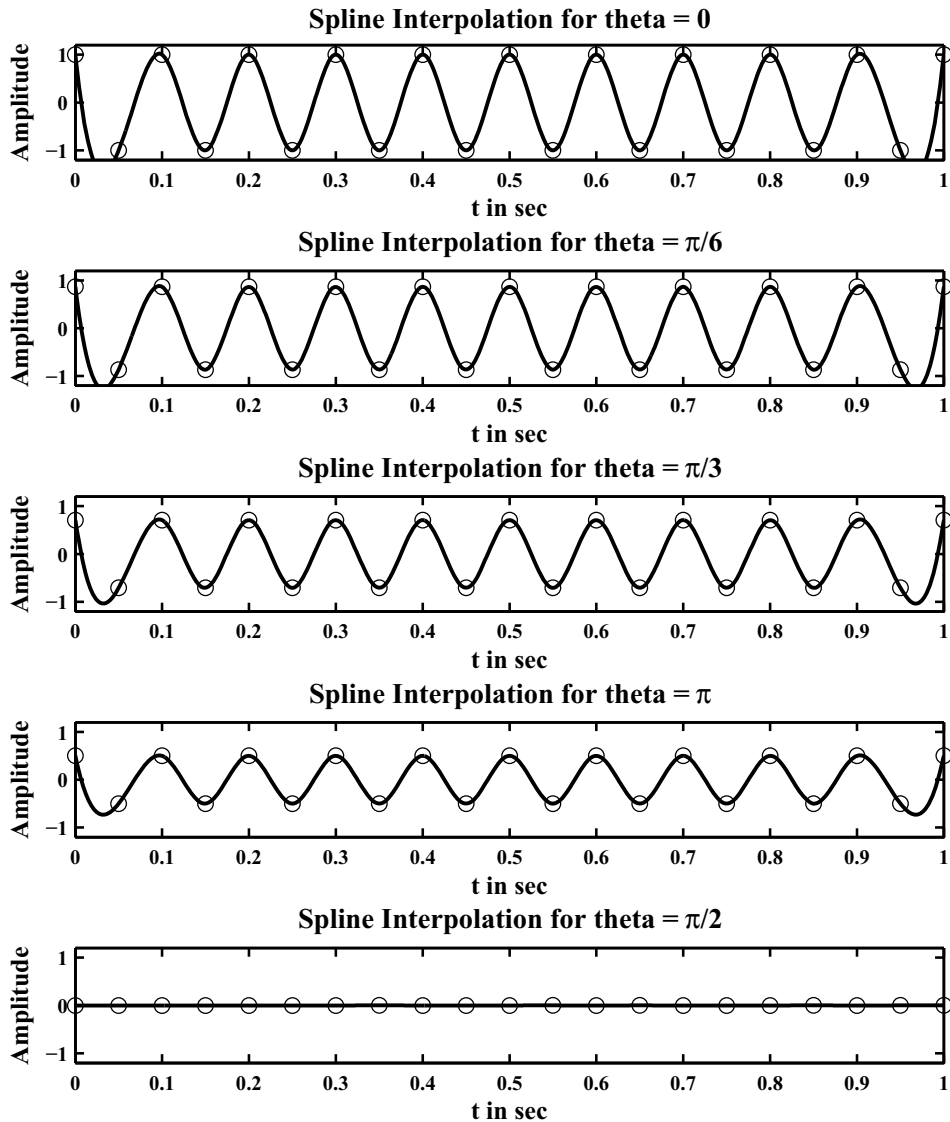 Spline Interpolation for theta = 0
1
0
−1
Amplitude
0 0.1 0.2 0.3 0.4 0.5 0.6 0.7 0.8 0.9 1
t in sec
Spline Interpolation for theta = π/6
1
0
−1
Amplitude
0 0.1 0.2 0.3 0.4 0.5 0.6 0.7 0.8 0.9 1
t in sec
Spline Interpolation for theta = π/3
1
0
−1
Amplitude
0 0.1 0.2 0.3 0.4 0.5 0.6 0.7 0.8 0.9 1
t in sec
Spline Interpolation for theta = π
1
0
−1
Amplitude
0 0.1 0.2 0.3 0.4 0.5 0.6 0.7 0.8 0.9 1
t in sec
Spline Interpolation for theta = π/2
1
0
−1
Amplitude
0 0.1 0.2 0.3 0.4 0.5 0.6 0.7 0.8 0.9 1
t in sec